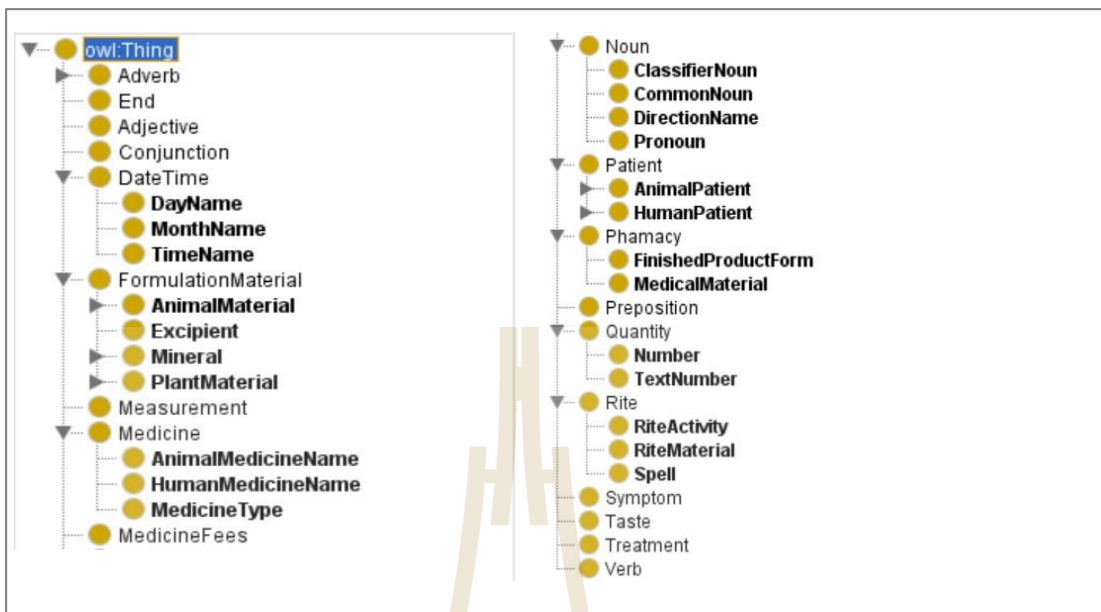 owl:Thing
Adverb
End
Adjective
Conjunction
DateTime
DayName
MonthName
TimeName
FormulationMaterial
AnimalMaterial
Excipient
Mineral
PlantMaterial
Measurement
Medicine
AnimalMedicineName
HumanMedicineName
MedicineType
MedicineFees
Noun
ClassifierNoun
CommonNoun
DirectionName
Pronoun
Patient
AnimalPatient
HumanPatient
Phamacy
FinishedProductForm
MedicalMaterial
Preposition
Quantity
Number
TextNumber
Rite
RiteActivity
RiteMaterial
Spell
Symptom
Taste
Treatment
Verb